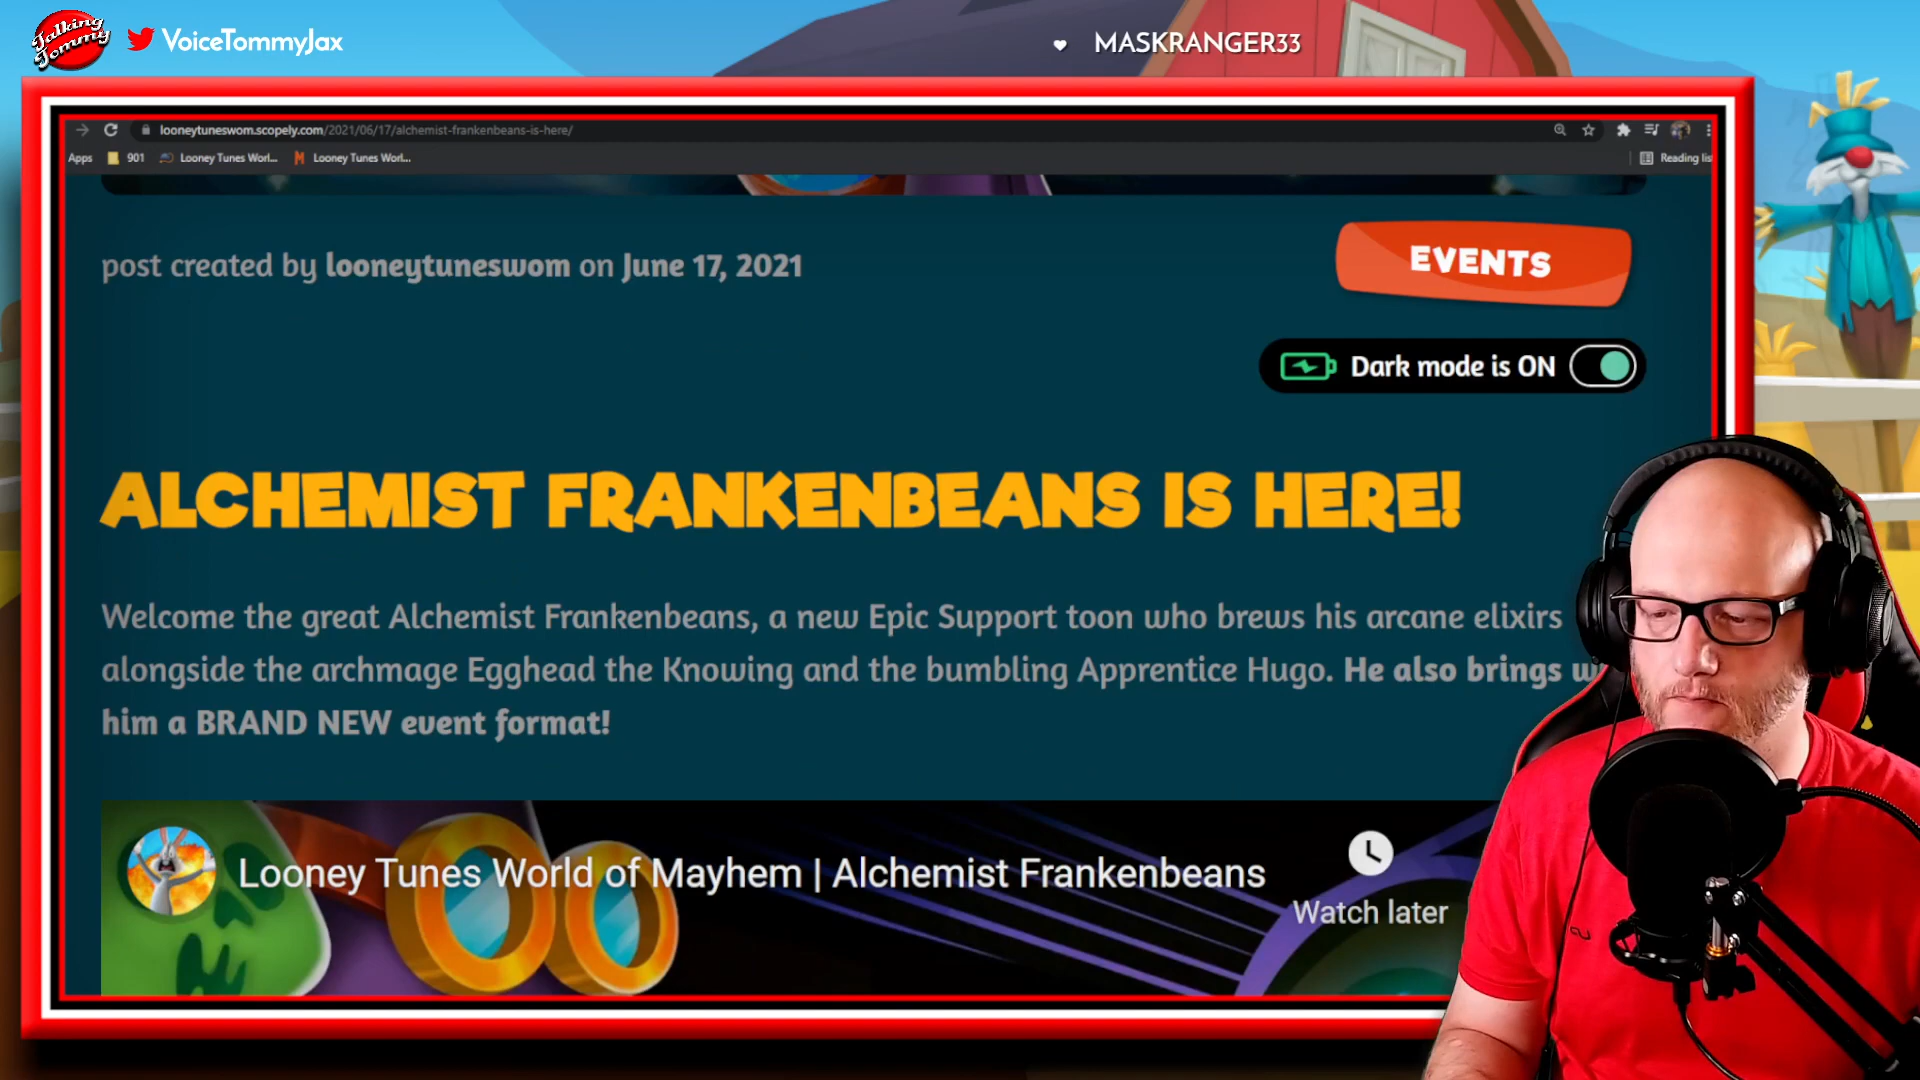 Talking Tommy
VoiceTommyJax
MASKRANGER33
looneytuneswom.scopely.com/2021/06/17/alchemist-frankenbeans-is-here/
Apps 901 Looney Tunes Worl... Looney Tunes Worl... Reading lis
post created by looneytuneswom on June 17, 2021
EVENTS
Dark mode is ON
ALCHEMIST FRANKENBEANS IS HERE!
Welcome the great Alchemist Frankenbeans, a new Epic Support toon who brews his arcane elixirs
alongside the archmage Egghead the Knowing and the bumbling Apprentice Hugo. He also brings w
him a BRAND NEW event format!
Looney Tunes World of Mayhem | Alchemist Frankenbeans
Watch later